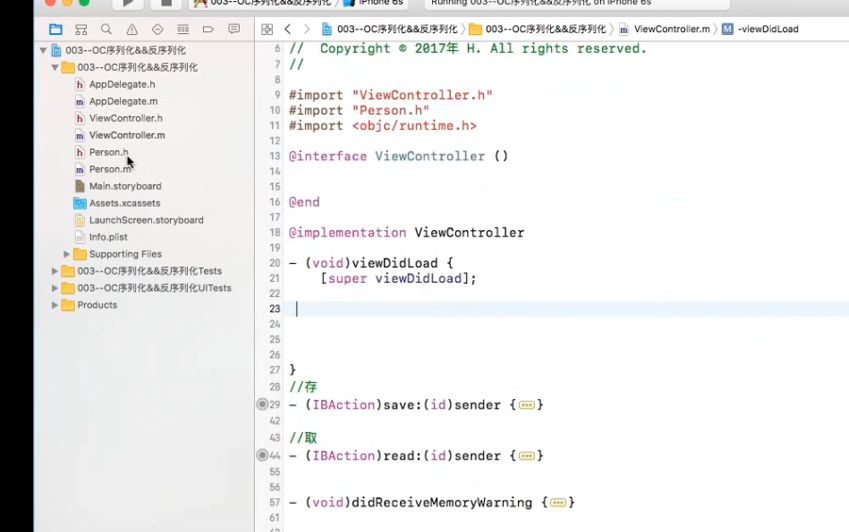 003--OC序列化&&反序列化
iPhone 6s
Running 003--OC序列化&&反序列化 on iPhone 6s
003--OC序列化&&反序列化
003--OC序列化&&反序列化
ViewController.m
-viewDidLoad
003--OC序列化&&反序列化
003--OC序列化&&反序列化
AppDelegate.h
AppDelegate.m
ViewController.h
ViewController.m
Person.h
Person.m
Main.storyboard
Assets.xcassets
LaunchScreen.storyboard
Info.plist
Supporting Files
003--OC序列化&&反序列化Tests
003--OC序列化&&反序列化UITests
Products
6 // Copyright © 2017年 H. All rights reserved.
7 //
8
9 #import "ViewController.h"
10 #import "Person.h"
11 #import <objc/runtime.h>
12
13 @interface ViewController ()
14
15
16 @end
17
18 @implementation ViewController
19
20 - (void)viewDidLoad {
21 [super viewDidLoad];
22
23
24
25
26
27 }
28 //存
29 - (IBAction)save:(id)sender {...}
42
43 //取
44 - (IBAction)read:(id)sender {...}
55
56
57 - (void)didReceiveMemoryWarning {...}
61